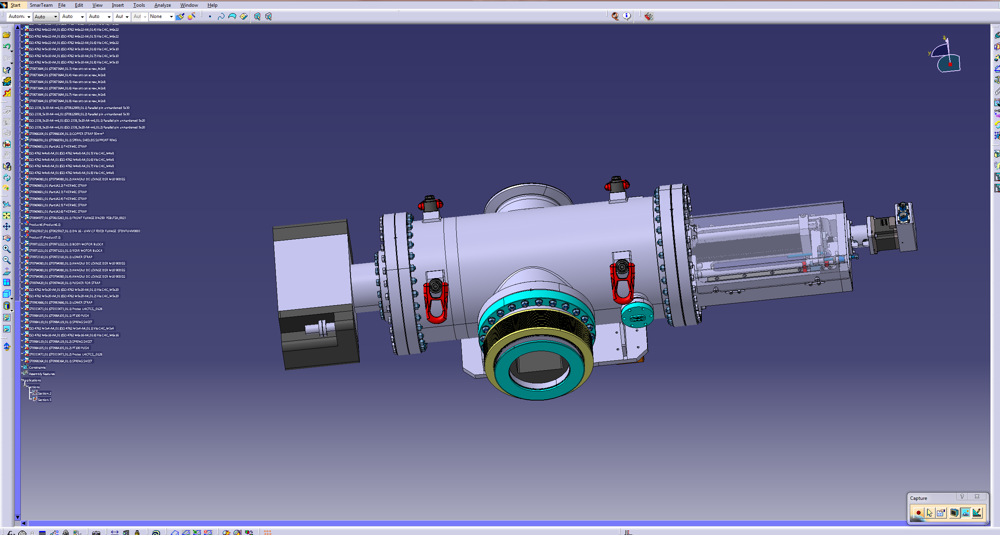 Start SmarTeam File Edit View Insert Tools Analyze Window Help
Auto Auto Auto Aut Aut None
ISO 4762 M6x22-A4_01 (ISO 4762 M6x22-A4_01.4) Vis CHC_M6x22
ISO 4762 M6x22-A4_01 (ISO 4762 M6x22-A4_01.5) Vis CHC_M6x22
ISO 4762 M6x22-A4_01 (ISO 4762 M6x22-A4_01.6) Vis CHC_M6x22
ISO 4762 M5x10-A4_01 (ISO 4762 M5x10-A4_01.6) Vis CHC_M5x10
ISO 4762 M5x10-A4_01 (ISO 4762 M5x10-A4_01.7) Vis CHC_M5x10
ISO 4762 M5x10-A4_01 (ISO 4762 M5x10-A4_01.8) Vis CHC_M5x10
ST0873644_01 (ST0873644_01.3) Hex stt cst screw_M2x8
ST0873644_01 (ST0873644_01.4) Hex stt cst screw_M2x8
ST0873644_01 (ST0873644_01.5) Hex stt cst screw_M2x8
ST0873644_01 (ST0873644_01.6) Hex stt cst screw_M2x8
ST0873644_01 (ST0873644_01.7) Hex stt cst screw_M2x8
ST0873644_01 (ST0873644_01.8) Hex stt cst screw_M2x8
ISO 2338_5x30-A4-m6_01 (ST0812909_01.1) Parallel pin unhardened 5x30
ISO 2338_5x30-A4-m6_01 (ST0812909_01.2) Parallel pin unhardened 5x30
ISO 2338_5x20-A4-m6_01 (ISO 2338_5x20-A4-m6_01.1) Parallel pin unhardened 5x20
ISO 2338_5x20-A4-m6_01 (ISO 2338_5x20-A4-m6_01.2) Parallel pin unhardened 5x20
ST0966104_01 (ST0966104_01.1) COPPER STRAP 50mm²
ST0968591_01 (ST0968591_01.1) SPIRAL SHIELDS SUPPORT RING
ST0969601_01 (Part142.1) THERMIC STRAP
ISO 4762 M4x8-A4_01 (ISO 4762 M4x8-A4_01.5) Vis CHC_M4x8
ISO 4762 M4x8-A4_01 (ISO 4762 M4x8-A4_01.6) Vis CHC_M4x8
ISO 4762 M4x8-A4_01 (ISO 4762 M4x8-A4_01.7) Vis CHC_M4x8
ISO 4762 M4x8-A4_01 (ISO 4762 M4x8-A4_01.8) Vis CHC_M4x8
ST0794080_01 (ST0794080_01.2) ANNEAU DE LEVAGE DSR M10 90DEG
ST0969601_01 (Part142.2) THERMIC STRAP
ST0969601_01 (Part142.3) THERMIC STRAP
ST0969601_01 (Part142.4) THERMIC STRAP
ST0969601_01 (Part142.5) THERMIC STRAP
ST0969601_01 (Part142.6) THERMIC STRAP
ST0894977_01 (ST0815263_01.1) FRONT FLANGE DN250 PSBLTSA_0023
Product6 (Product6.1)
ST0025917_01 (ST0025917_01.1) DN 16 - UHV CF FIXED FLANGE STDVFUHV0003
Product7 (Product7.1)
ST0971222_01 (ST0971222_01.1) BODY MOTOR BLOCK
ST0971221_01 (ST0971221_01.1) REAR MOTOR BLOCK
ST0972310_01 (ST0972310_01.1) LOWER STRAP
ST0794080_01 (ST0794080_01.1) ANNEAU DE LEVAGE DSR M10 90DEG
ST0794080_01 (ST0794080_01.3) ANNEAU DE LEVAGE DSR M10 90DEG
ST0794080_01 (ST0794080_01.4) ANNEAU DE LEVAGE DSR M10 90DEG
ST0974420_01 (ST0974420_01.1) PUSHER FOR STRAP
ISO 4762 M5x20-A4_01 (ISO 4762 M5x20-A4_01.1) Vis CHC_M5x20
ISO 4762 M5x20-A4_01 (ISO 4762 M5x20-A4_01.2) Vis CHC_M5x20
ST0983666_01 (ST0983666_01.1) LOWER STRAP
ST0333473_01 (ST0333473_01.1) Probe LHCTCS__0128
ST0984105_01 (ST0984105_01.1) PT100 PUSH
ST0984119_01 (ST0984119_01.1) SPRING SHEET
ISO 4762 M3x4-A4_01 (ISO 4762 M3x4-A4_01.1) Vis CHC_M3x4
ISO 4762 M6x16-A4_01 (ISO 4762 M6x16-A4_01.6) Vis CHC_M6x16
ST0984119_01 (ST0984119_01.2) SPRING SHEET
ST0984105_01 (ST0984105_01.2) PT100 PUSH
ST0333473_01 (ST0333473_01.2) Probe LHCTCS__0128
ST0998364_01 (ST0998364_01.1) SPRING SHEET
Constraints
Assembly features
Applications
Sections
Section.2
Section.5
z
y
Capture